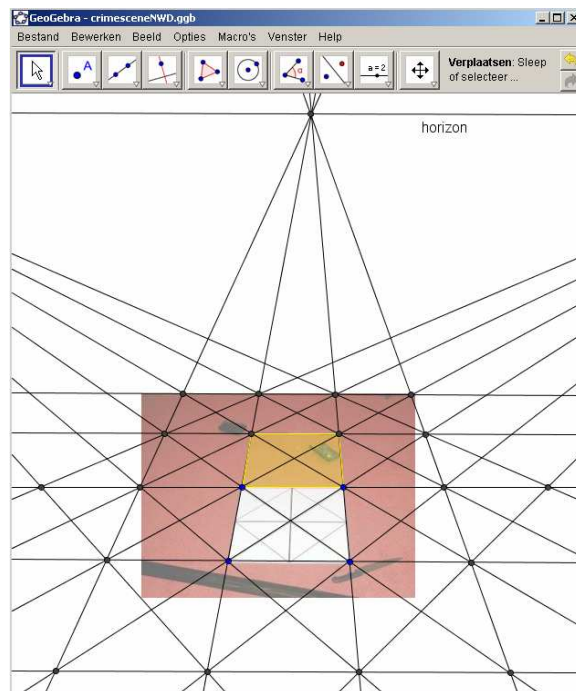 GeoGebra - crimesceneNWD.ggb
Bestand Bewerken Beeld Opties Macro's Venster Help
A
α
a = 2
Verplaatsen: Sleep
of selecteer ...
horizon